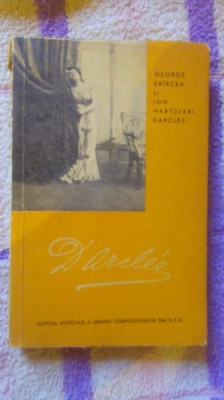 GEORGE
SBÎRCEA
ȘI
ION
HARTULARI-
DARCLÉE
Darclée
EDITURA MUZICALĂ A UNIUNII COMPOZITORILOR DIN R.P.R.